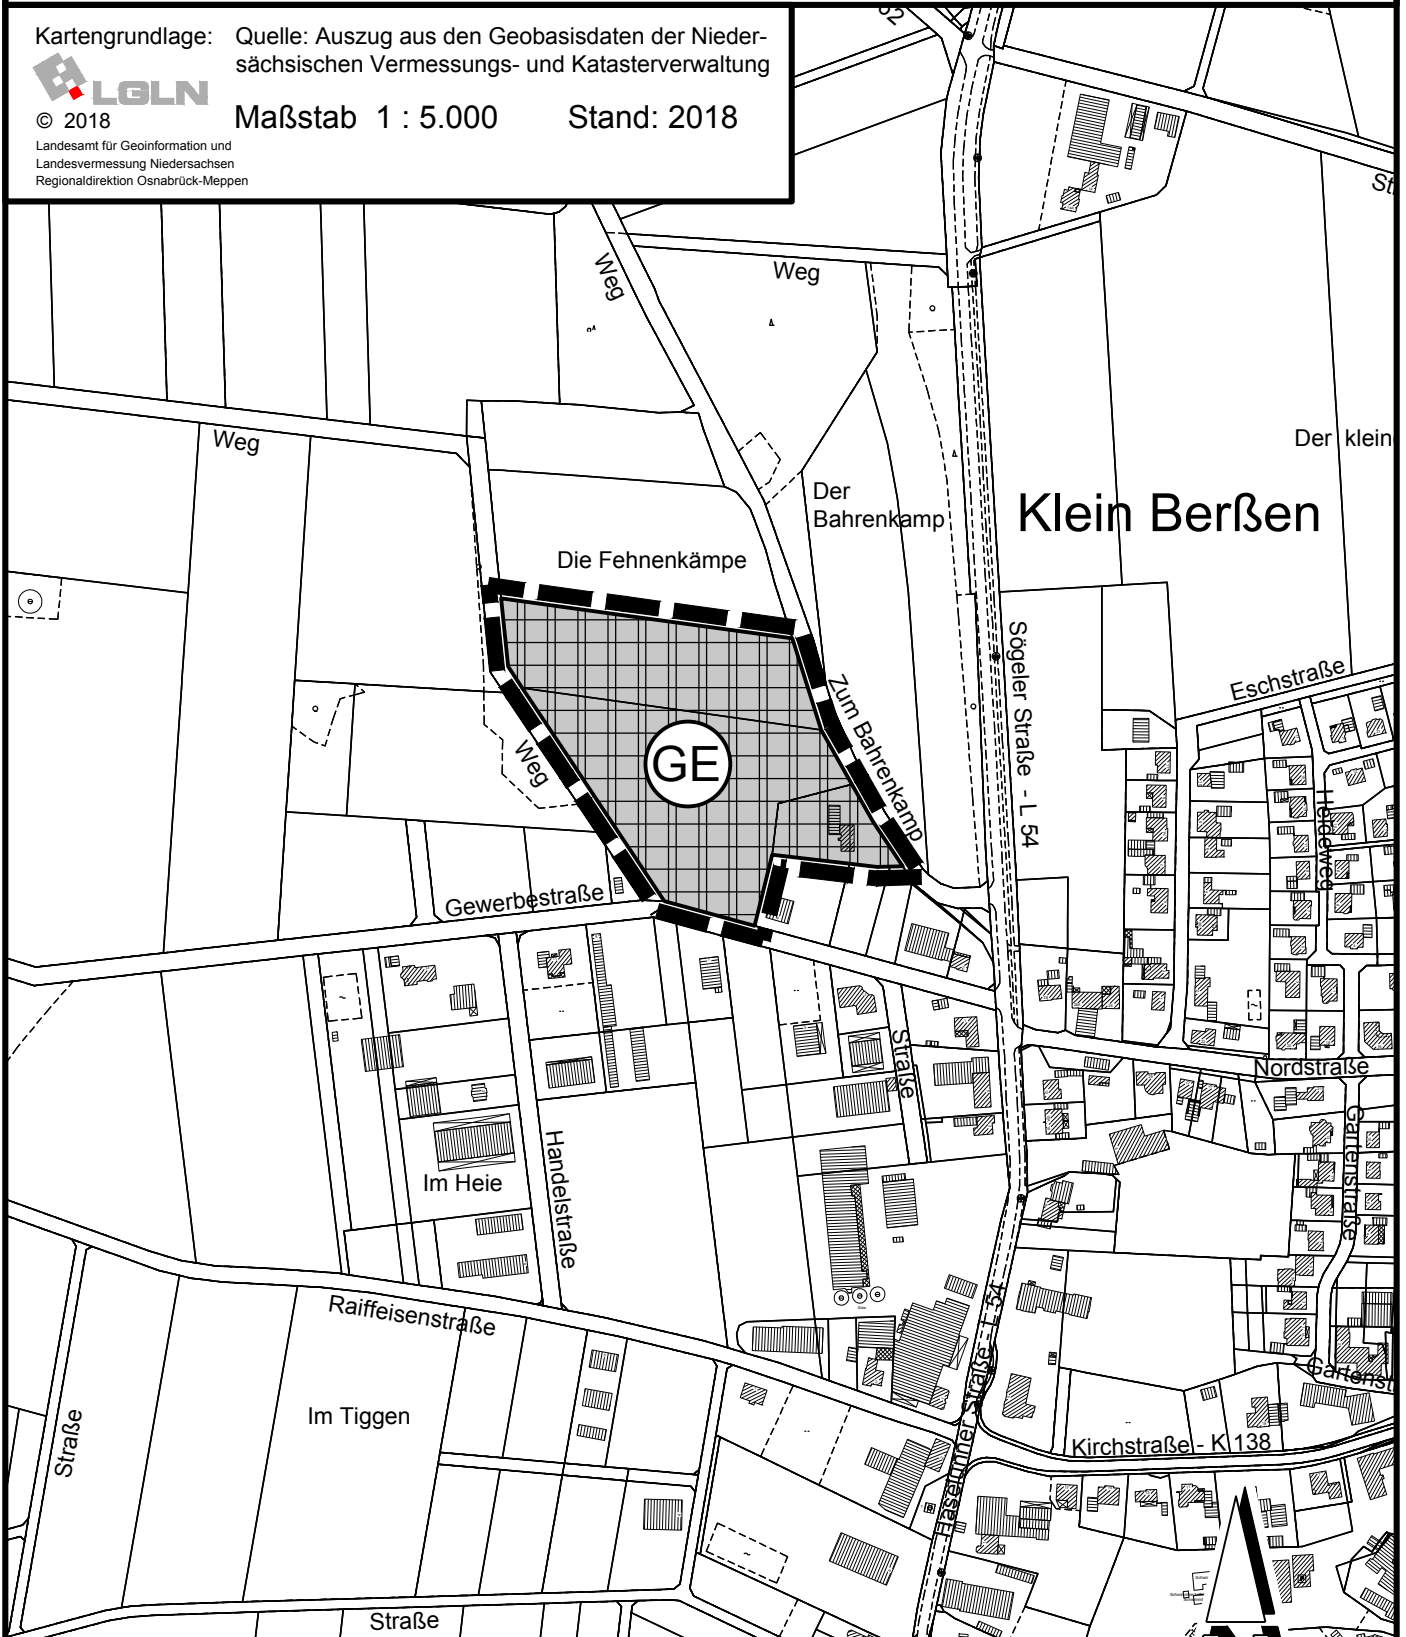 Kartengrundlage: Quelle: Auszug aus den Geobasisdaten der Nieder-
sächsischen Vermessungs- und Katasterverwaltung
LGLN
© 2018
Maßstab 1 : 5.000 Stand: 2018
Landesamt für Geoinformation und
Landesvermessung Niedersachsen
Regionaldirektion Osnabrück-Meppen
Weg
Weg
Weg
Der klein
Der
Bahrenkamp
Klein Berßen
Die Fehnenkämpe
Sögeler Straße - L 54
Eschstraße
Zum Bahrenkamp
Weg
GE
Heideweg
Gewerbestraße
Straße
Nordstraße
Gartenstraße
Handelstraße
Im Heie
Raiffeisenstraße
Haselünner Straße - L 54
Gartenst
Im Tiggen
Straße
Kirchstraße - K 138
Straße